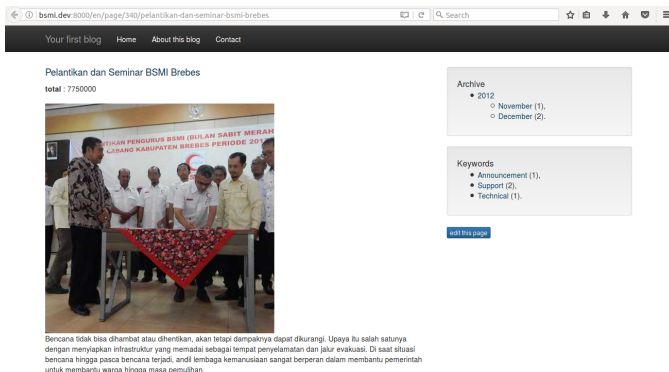 bsmi.dev:8000/en/page/340/pelantikan-dan-seminar-bsmi-brebes
Search
Your first blog Home About this blog Contact
Pelantikan dan Seminar BSMI Brebes
total : 7750000
NTIKAN PENGURUS BSMI (BULAN SABIT MERAH
CABANG KABUPATEN BREBES PERIODE 201
Bencana tidak bisa dihambat atau dihentikan, akan tetapi dampaknya dapat dikurangi. Upaya itu salah satunya
dengan menyiapkan infrastruktur yang memadai sebagai tempat penyelamatan dan jalur evakuasi. Di saat situasi
bencana hingga pasca bencana terjadi, andil lembaga kemanusiaan sangat berperan dalam membantu pemerintah
untuk membantu warga hingga masa pemulihan.
Archive
2012
November (1),
December (2).
Keywords
Announcement (1),
Support (2),
Technical (1).
edit this page